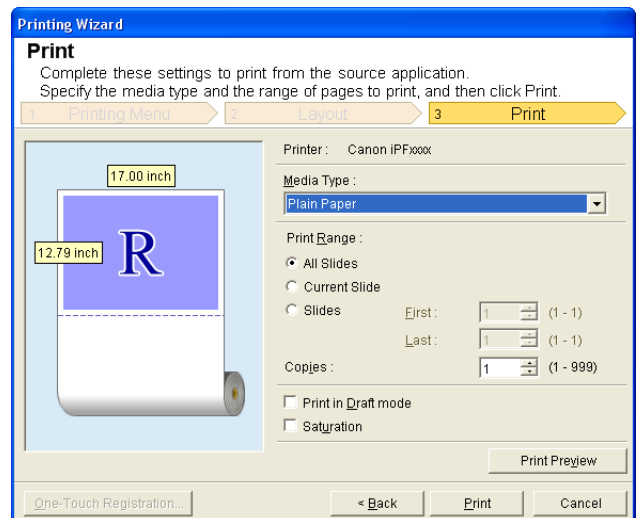 Printing Wizard
Print
Complete these settings to print from the source application.
Specify the media type and the range of pages to print, and then click Print.
1 Printing Menu 2 Layout 3 Print
Printer : Canon iPFxxxx
17.00 inch
Media Type :
Plain Paper
12.79 inch
R
Print Range :
All Slides
Current Slide
Slides First : 1 (1 - 1)
Last : 1 (1 - 1)
Copies : 1 (1 - 999)
Print in Draft mode
Saturation
Print Preview
One-Touch Registration... < Back Print Cancel